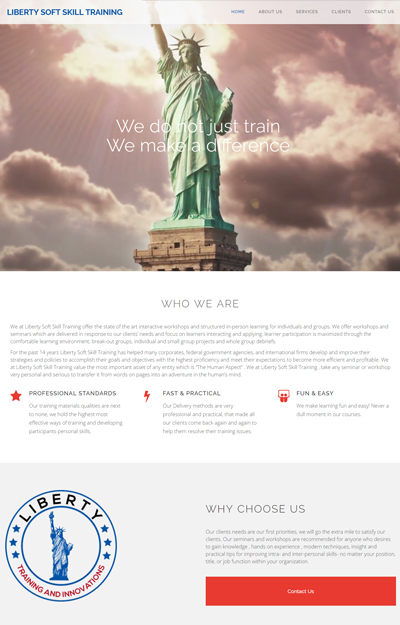 LIBERTY SOFT SKILL TRAINING
HOME ABOUT US SERVICES CLIENTS CONTACT US
We do not just train
We make a difference
WHO WE ARE
We at Liberty Soft Skill Training offer the state of the art interactive workshops and structured in-person learning for individuals and groups. We offer workshops and
seminars which are delivered in response to our clients' needs and focus on learners interacting and applying. learner participation is maximized through the
comfortable learning environment, break-out groups, individual and small group projects and whole group debriefs.
For the past 14 years Liberty Soft Skill Training has helped many corporates, federal government agencies, and international firms develop and improve their
strategies and policies to accomplish their goals and objectives with the highest proficiency and meet their expectations to become more efficient and profitable. We
at Liberty Soft Skill Training value the most important asset of any entity which is "The Human Aspect" . We at Liberty Soft Skill Training , take any seminar or workshop
very personal and serious to transfer it from words on pages into an adventure in the human's mind.
PROFESSIONAL STANDARDS
Our training materials qualities are next
to none, we hold the highest most
effective ways of training and developing
participants personal skills.
FAST & PRACTICAL
Our Delivery methods are very
professional and practical, that made all
our clients come back again and again to
help them resolve their training issues.
FUN & EASY
We make learning fun and easy! Never a
dull moment in our courses.
LIBERTY
TRAINING AND INNOVATIONS
WHY CHOOSE US
Our clients needs are our first priorities, we will go the extra mile to satisfy our
clients. Our seminars and workshops are recommended for anyone who desires
to gain knowledge , hands on experience , modern techniques, insight and
practical tips for improving intra- and inter-personal skills- no matter your position,
title, or job function within your organization.
Contact Us